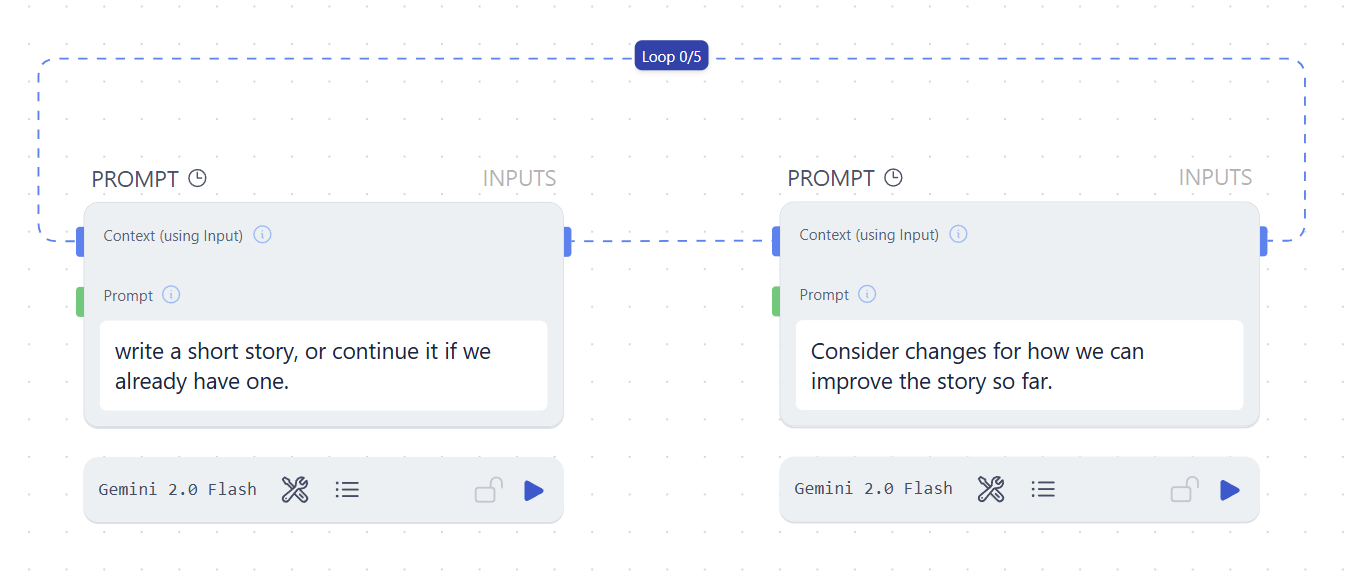 Loop 0/5
PROMPT
INPUTS
Context (using Input)
Prompt
write a short story, or continue it if we
already have one.
Gemini 2.0 Flash
PROMPT
INPUTS
Context (using Input)
Prompt
Consider changes for how we can
improve the story so far.
Gemini 2.0 Flash